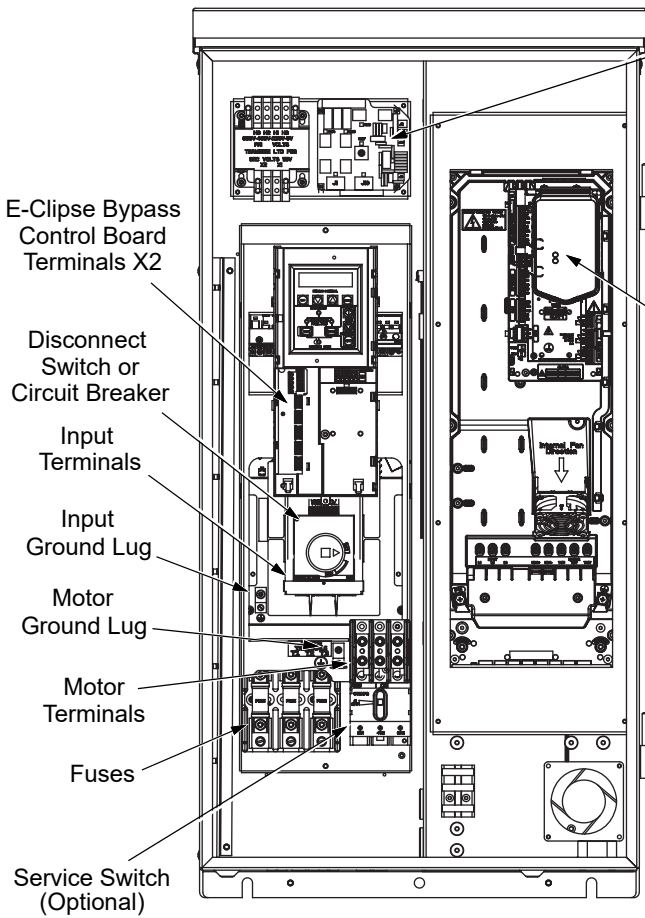 E-Clipse Bypass
Control Board
Terminals X2
Disconnect
Switch or
Circuit Breaker
Input
Terminals
Input
Ground Lug
Motor
Ground Lug
Motor
Terminals
Fuses
Service Switch
(Optional)
Internal Fan
Direction